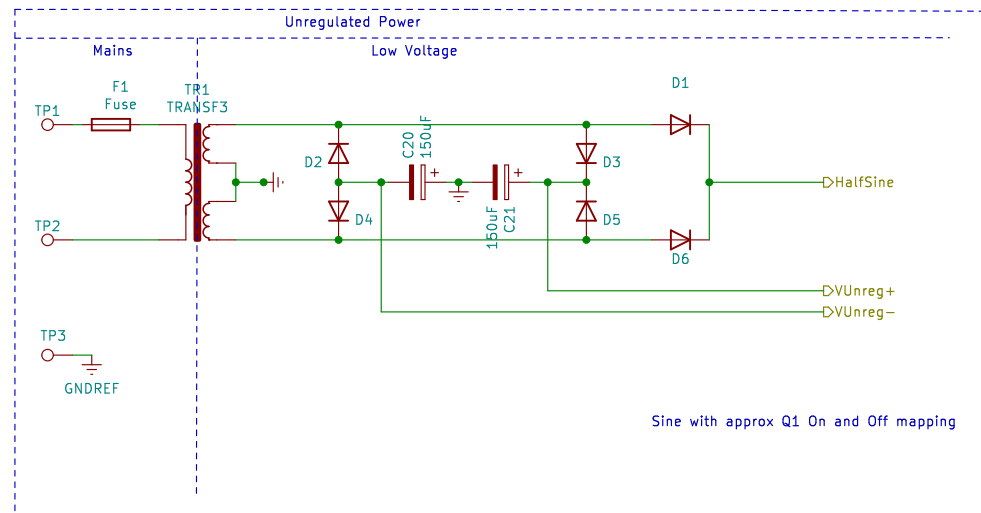 Unregulated Power
Mains
Low Voltage
F1
Fuse
TR1
TRANSF3
D1
TP1
C20
150uF
D2
D3
HalfSine
+
+
TP2
D4
150uF
C21
D5
D6
VUnreg+
VUnreg-
TP3
GNDREF
Sine with approx Q1 On and Off mapping